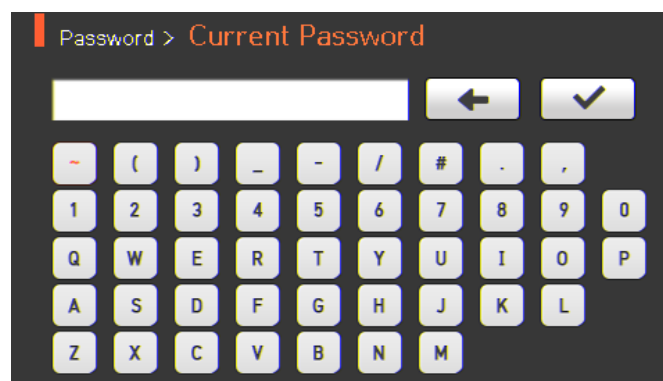 Password > Current Password
~ ( ) _ - / # . ,
1 2 3 4 5 6 7 8 9 0
Q W E R T Y U I O P
A S D F G H J K L
Z X C V B N M